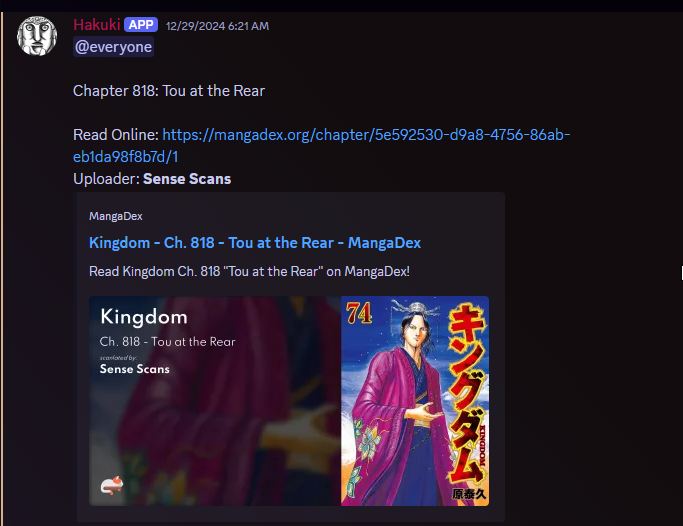 Hakuki APP 12/29/2024 6:21 AM
@everyone
Chapter 818: Tou at the Rear
Read Online: https://mangadex.org/chapter/5e592530-d9a8-4756-86ab-
eb1da98f8b7d/1
Uploader: Sense Scans
MangaDex
Kingdom - Ch. 818 - Tou at the Rear - MangaDex
Read Kingdom Ch. 818 "Tou at the Rear" on MangaDex!
Kingdom
Ch. 818 - Tou at the Rear
scanlated by:
Sense Scans
74
キングダム
KINGDOM
原泰久